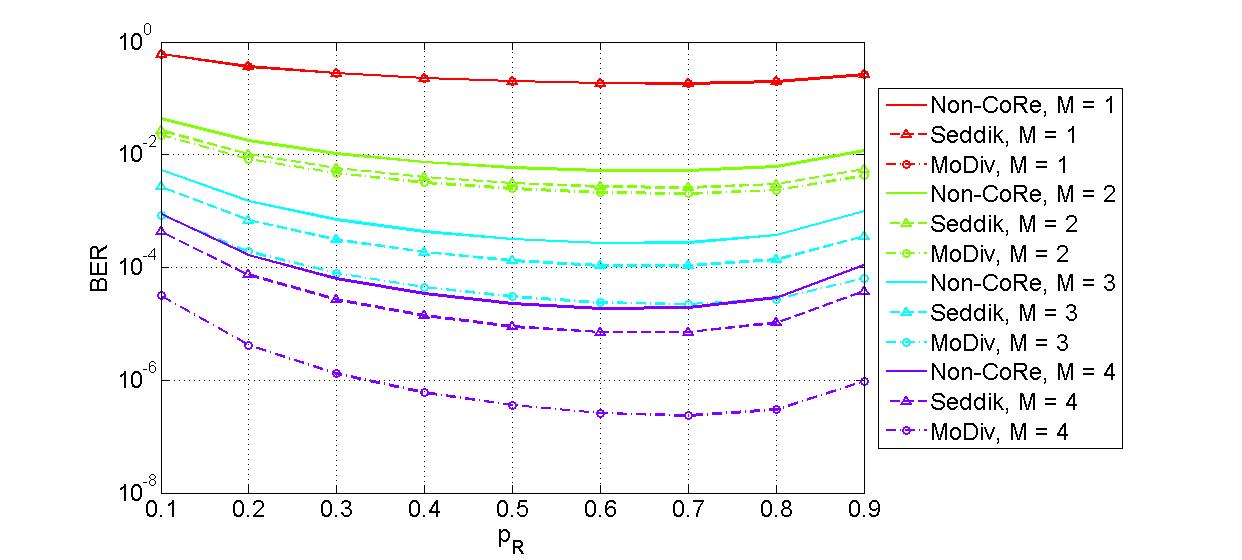 10^0
10^-2
10^-4
10^-6
10^-8
BER
0.1 0.2 0.3 0.4 0.5 0.6 0.7 0.8 0.9
p_R
Non-CoRe, M = 1
Seddik, M = 1
MoDiv, M = 1
Non-CoRe, M = 2
Seddik, M = 2
MoDiv, M = 2
Non-CoRe, M = 3
Seddik, M = 3
MoDiv, M = 3
Non-CoRe, M = 4
Seddik, M = 4
MoDiv, M = 4